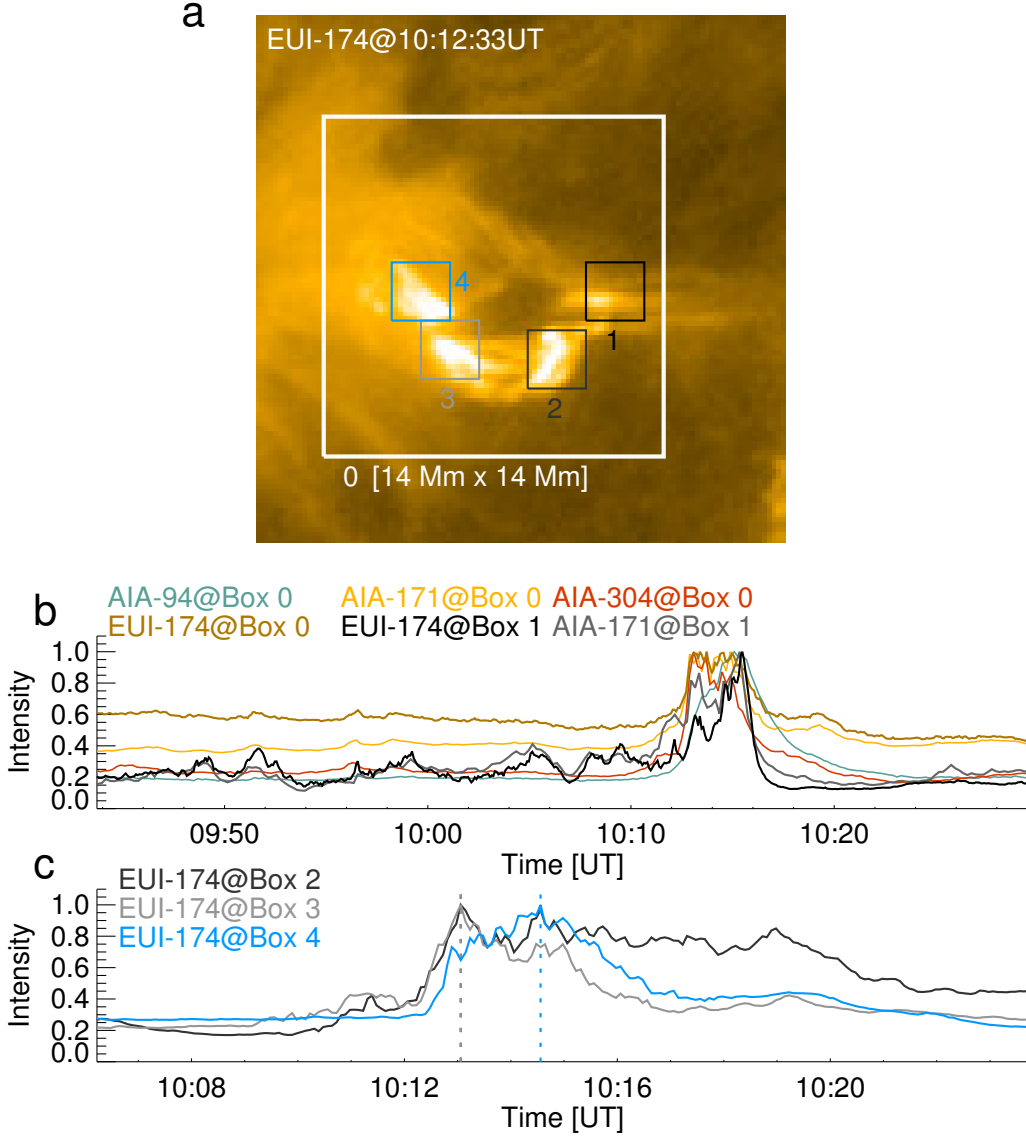 a
EUI-174@10:12:33UT
4
1
3
2
0 [14 Mm x 14 Mm]
b
AIA-94@Box 0 AIA-171@Box 0 AIA-304@Box 0
EUI-174@Box 0 EUI-174@Box 1 AIA-171@Box 1
Intensity
1.0
0.8
0.6
0.4
0.2
0.0
09:50 10:00 10:10 10:20
Time [UT]
c
EUI-174@Box 2
EUI-174@Box 3
EUI-174@Box 4
Intensity
1.0
0.8
0.6
0.4
0.2
0.0
10:08 10:12 10:16 10:20
Time [UT]